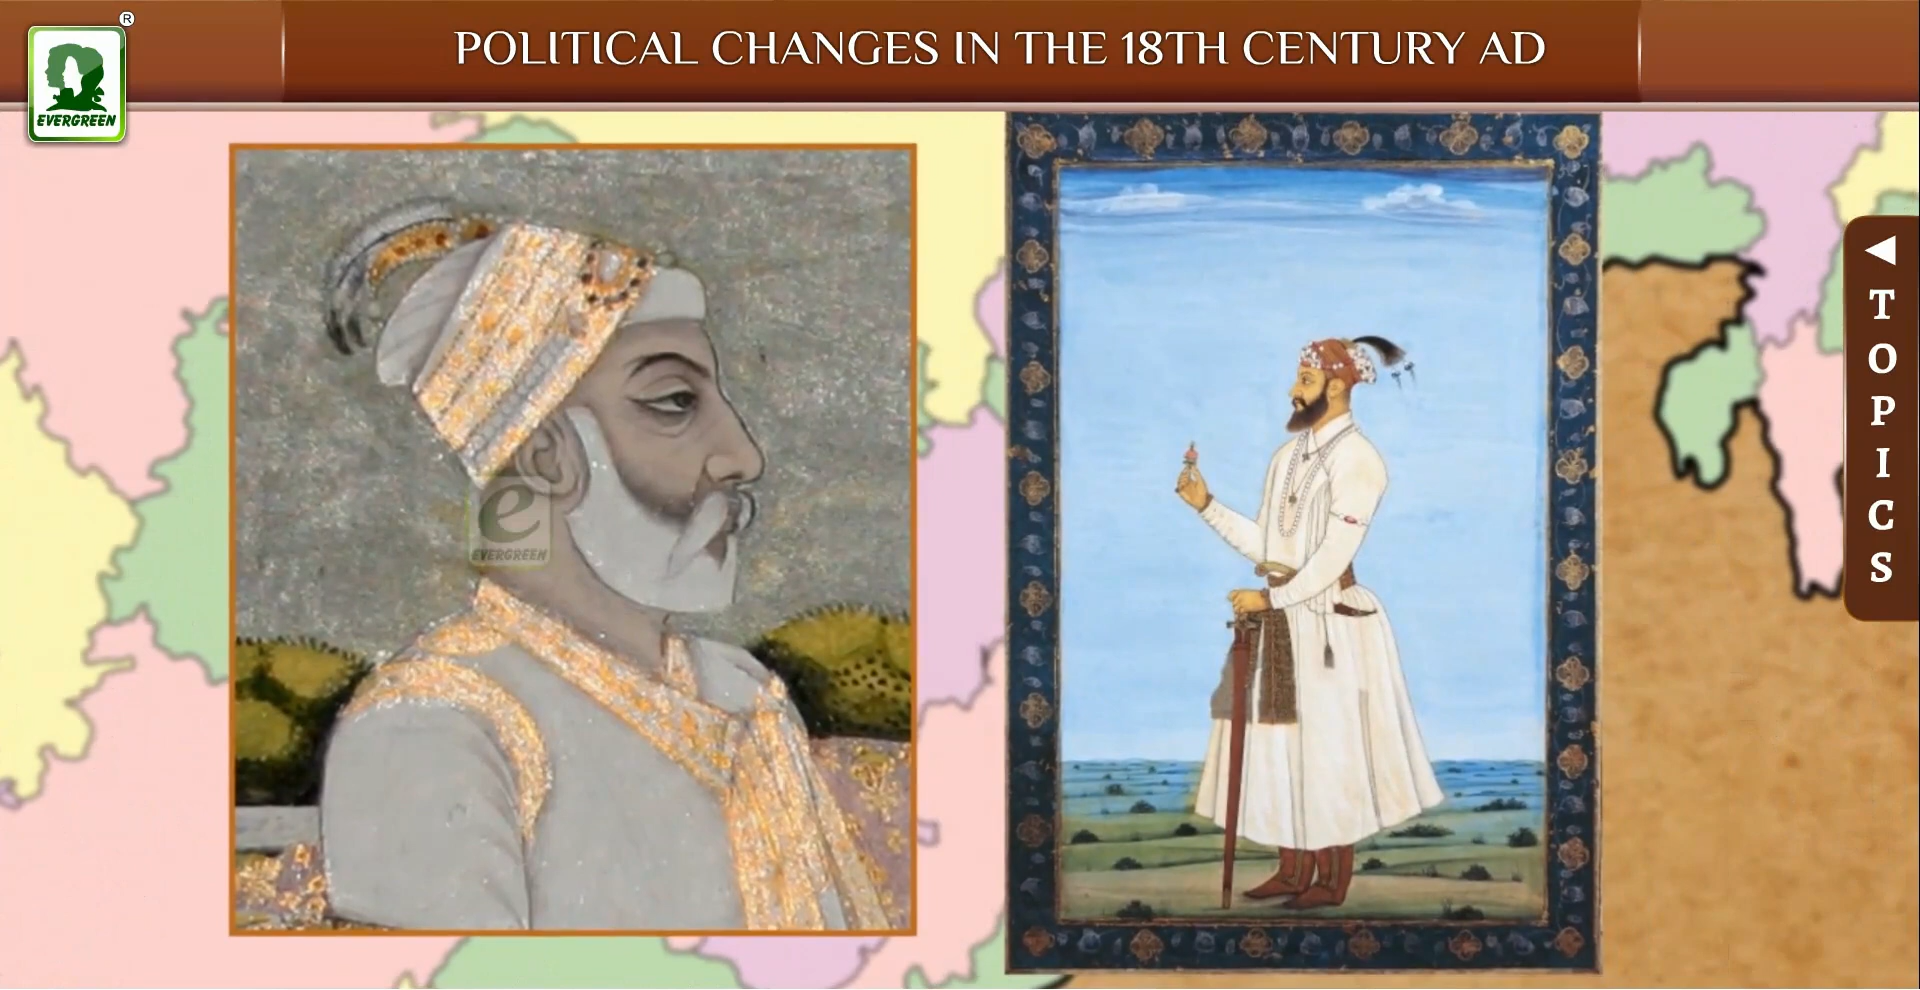 POLITICAL CHANGES IN THE 18TH CENTURY AD
®
EVERGREEN
e
EVERGREEN
TOPICS